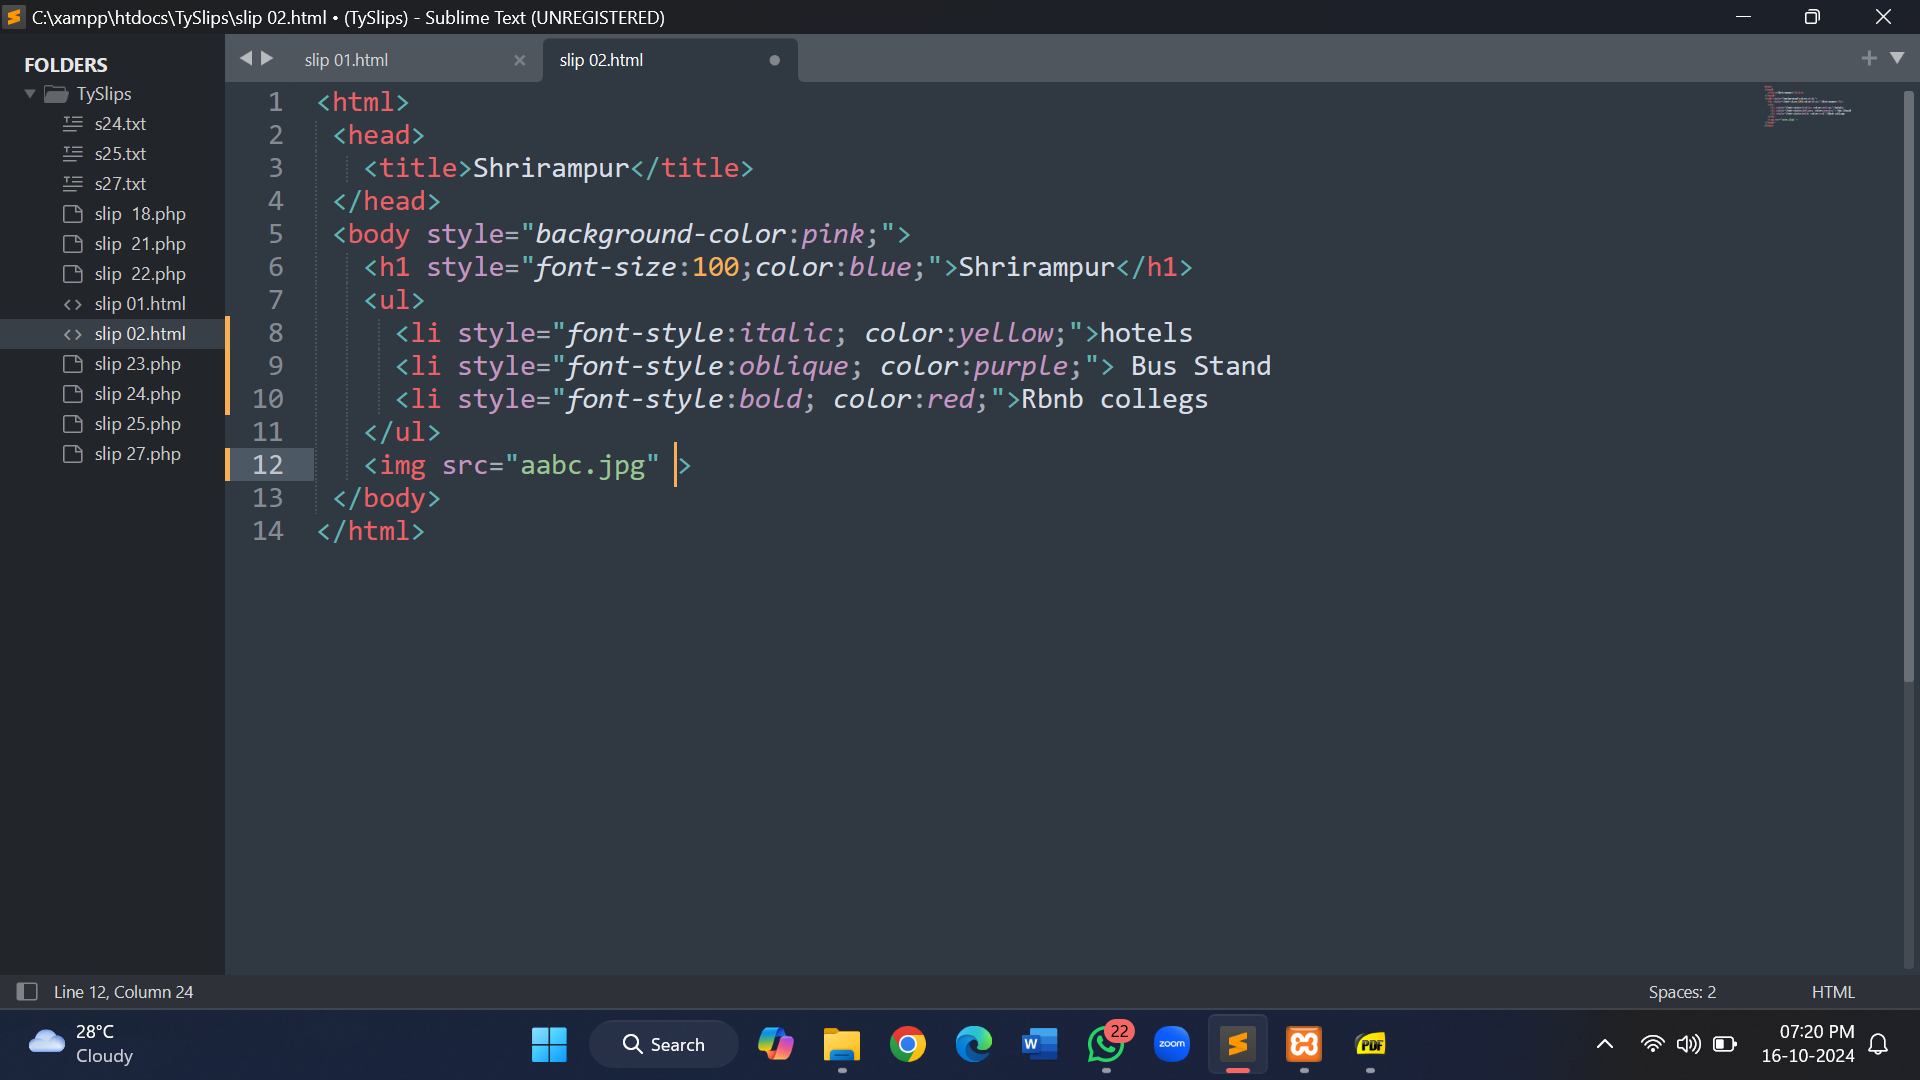 C:\xampp\htdocs\TySlips\slip 02.html • (TySlips) - Sublime Text (UNREGISTERED)
FOLDERS
TySlips
s24.txt
s25.txt
s27.txt
slip  18.php
slip  21.php
slip  22.php
slip 01.html
slip 02.html
slip 23.php
slip 24.php
slip 25.php
slip 27.php
slip 01.html
slip 02.html
1 <html>
2 <head>
3 <title>Shrirampur</title>
4 </head>
5 <body style="background-color:pink;">
6 <h1 style="font-size:100;color:blue;">Shrirampur</h1>
7 <ul>
8 <li style="font-style:italic; color:yellow;">hotels
9 <li style="font-style:oblique; color:purple;"> Bus Stand
10 <li style="font-style:bold; color:red;">Rbnb collegs
11 </ul>
12 <img src="aabc.jpg" >
13 </body>
14 </html>
Line 12, Column 24
Spaces: 2
HTML
28°C
Cloudy
Search
W
22
zoom
PDF
07:20 PM
16-10-2024